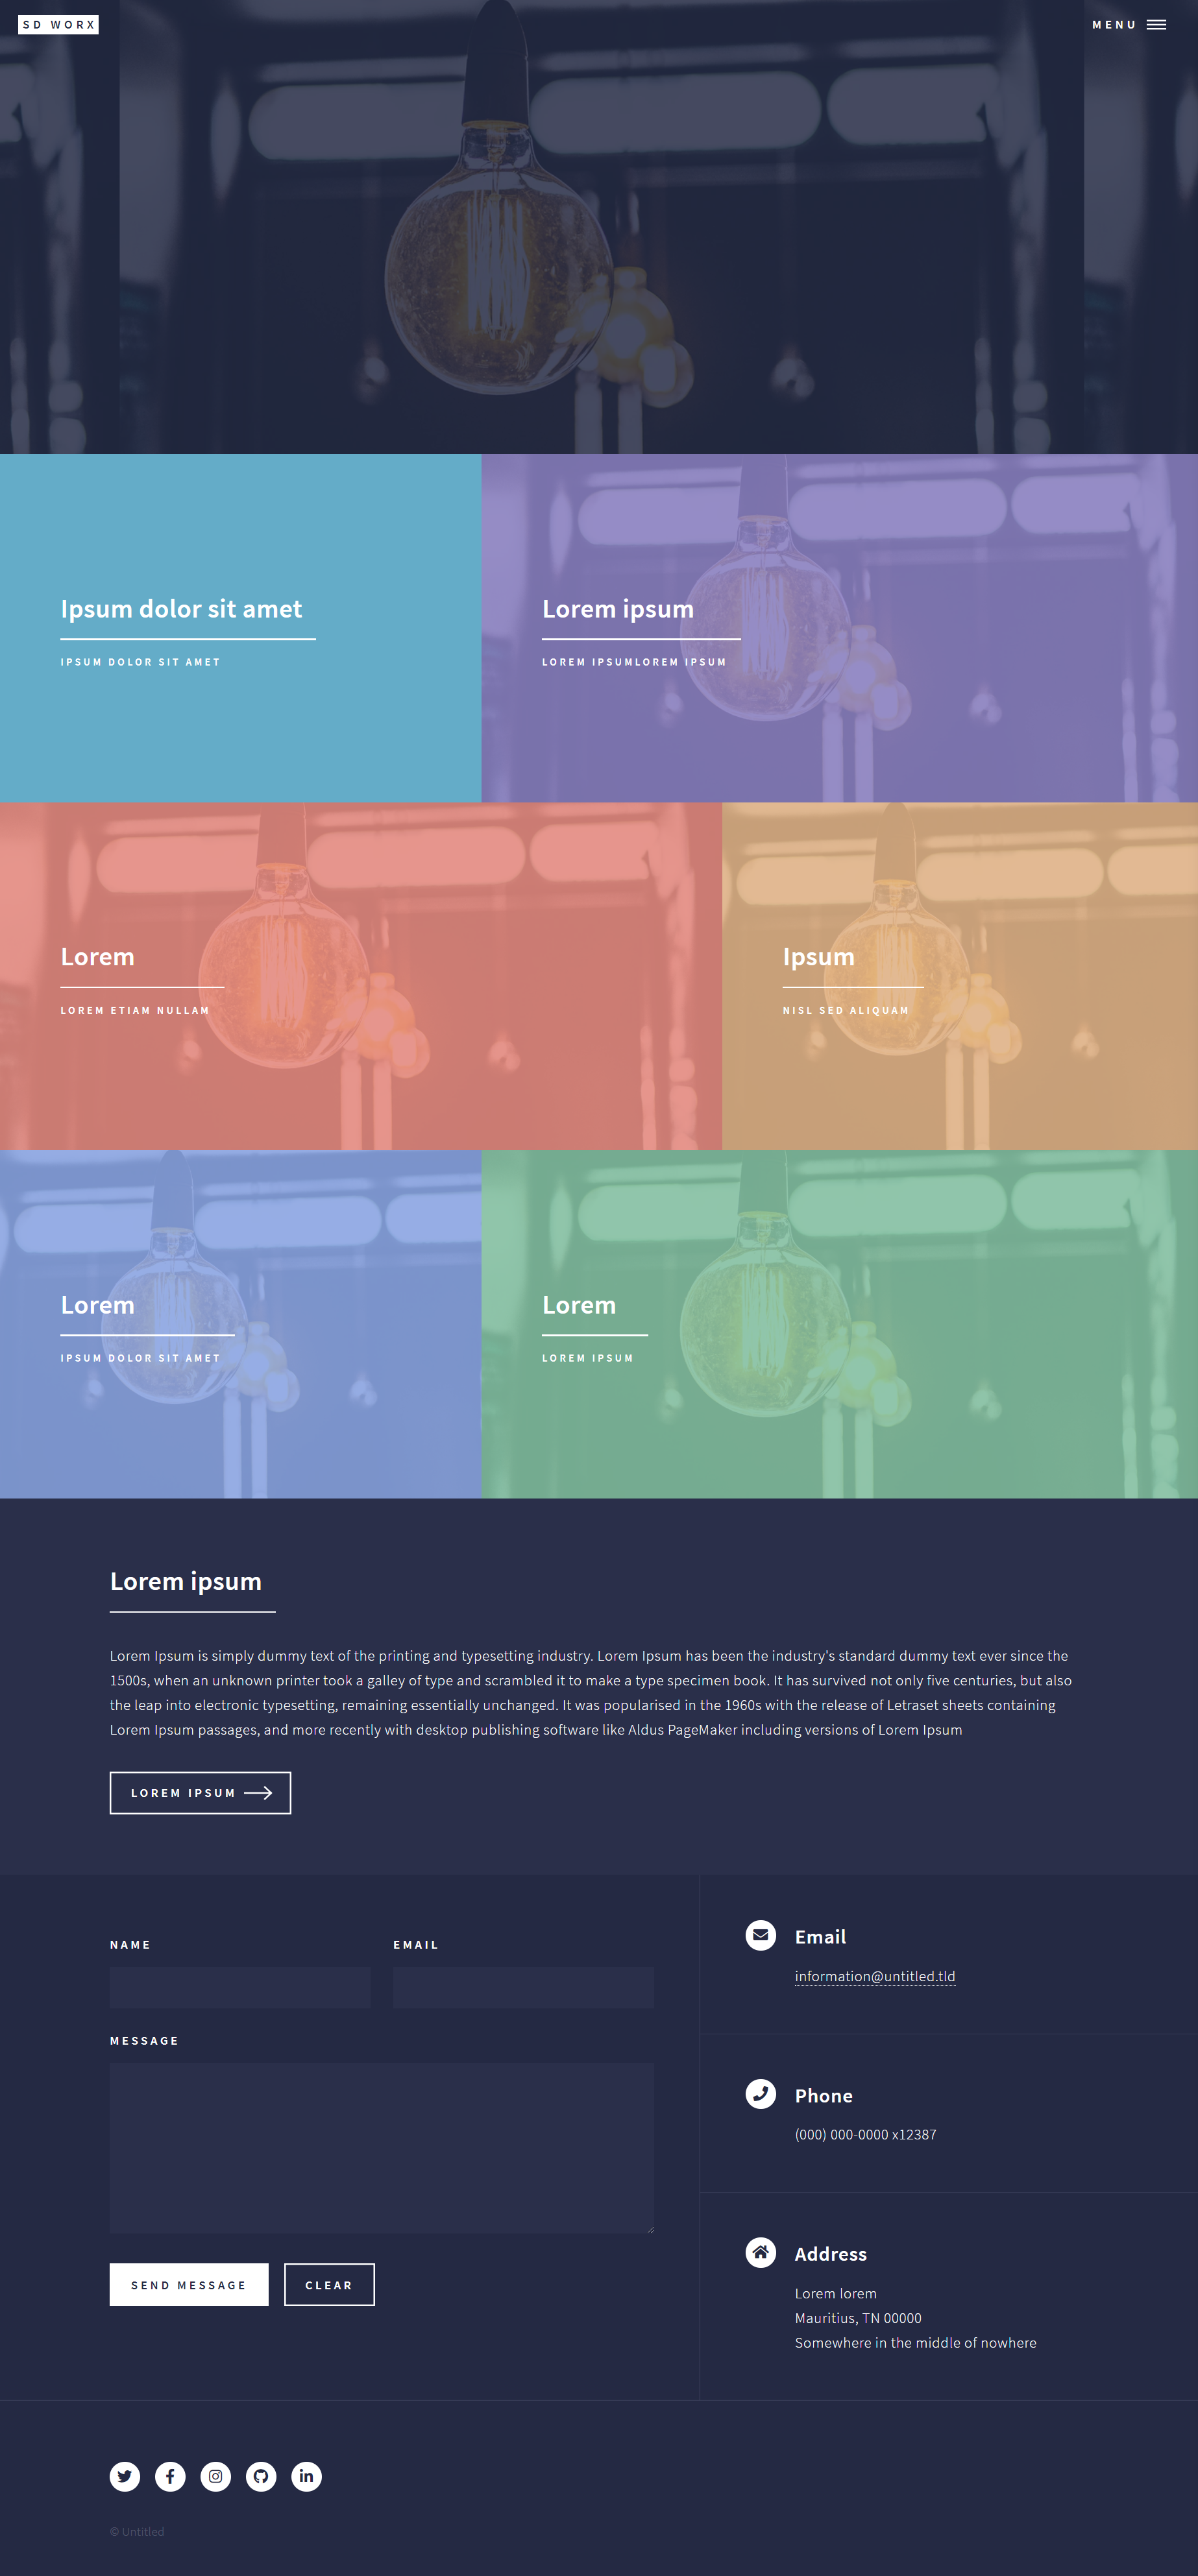 SD WORX
MENU
Ipsum dolor sit amet
IPSUM DOLOR SIT AMET
Lorem ipsum
LOREM IPSUMLOREM IPSUM
Lorem
LOREM ETIAM NULLAM
Ipsum
NISL SED ALIQUAM
Lorem
IPSUM DOLOR SIT AMET
Lorem
LOREM IPSUM
Lorem ipsum
Lorem Ipsum is simply dummy text of the printing and typesetting industry. Lorem Ipsum has been the industry's standard dummy text ever since the
1500s, when an unknown printer took a galley of type and scrambled it to make a type specimen book. It has survived not only five centuries, but also
the leap into electronic typesetting, remaining essentially unchanged. It was popularised in the 1960s with the release of Letraset sheets containing
Lorem Ipsum passages, and more recently with desktop publishing software like Aldus PageMaker including versions of Lorem Ipsum
LOREM IPSUM
NAME
EMAIL
MESSAGE
SEND MESSAGE
CLEAR
Email
information@untitled.tld
Phone
(000) 000-0000 x12387
Address
Lorem lorem
Mauritius, TN 00000
Somewhere in the middle of nowhere
© Untitled